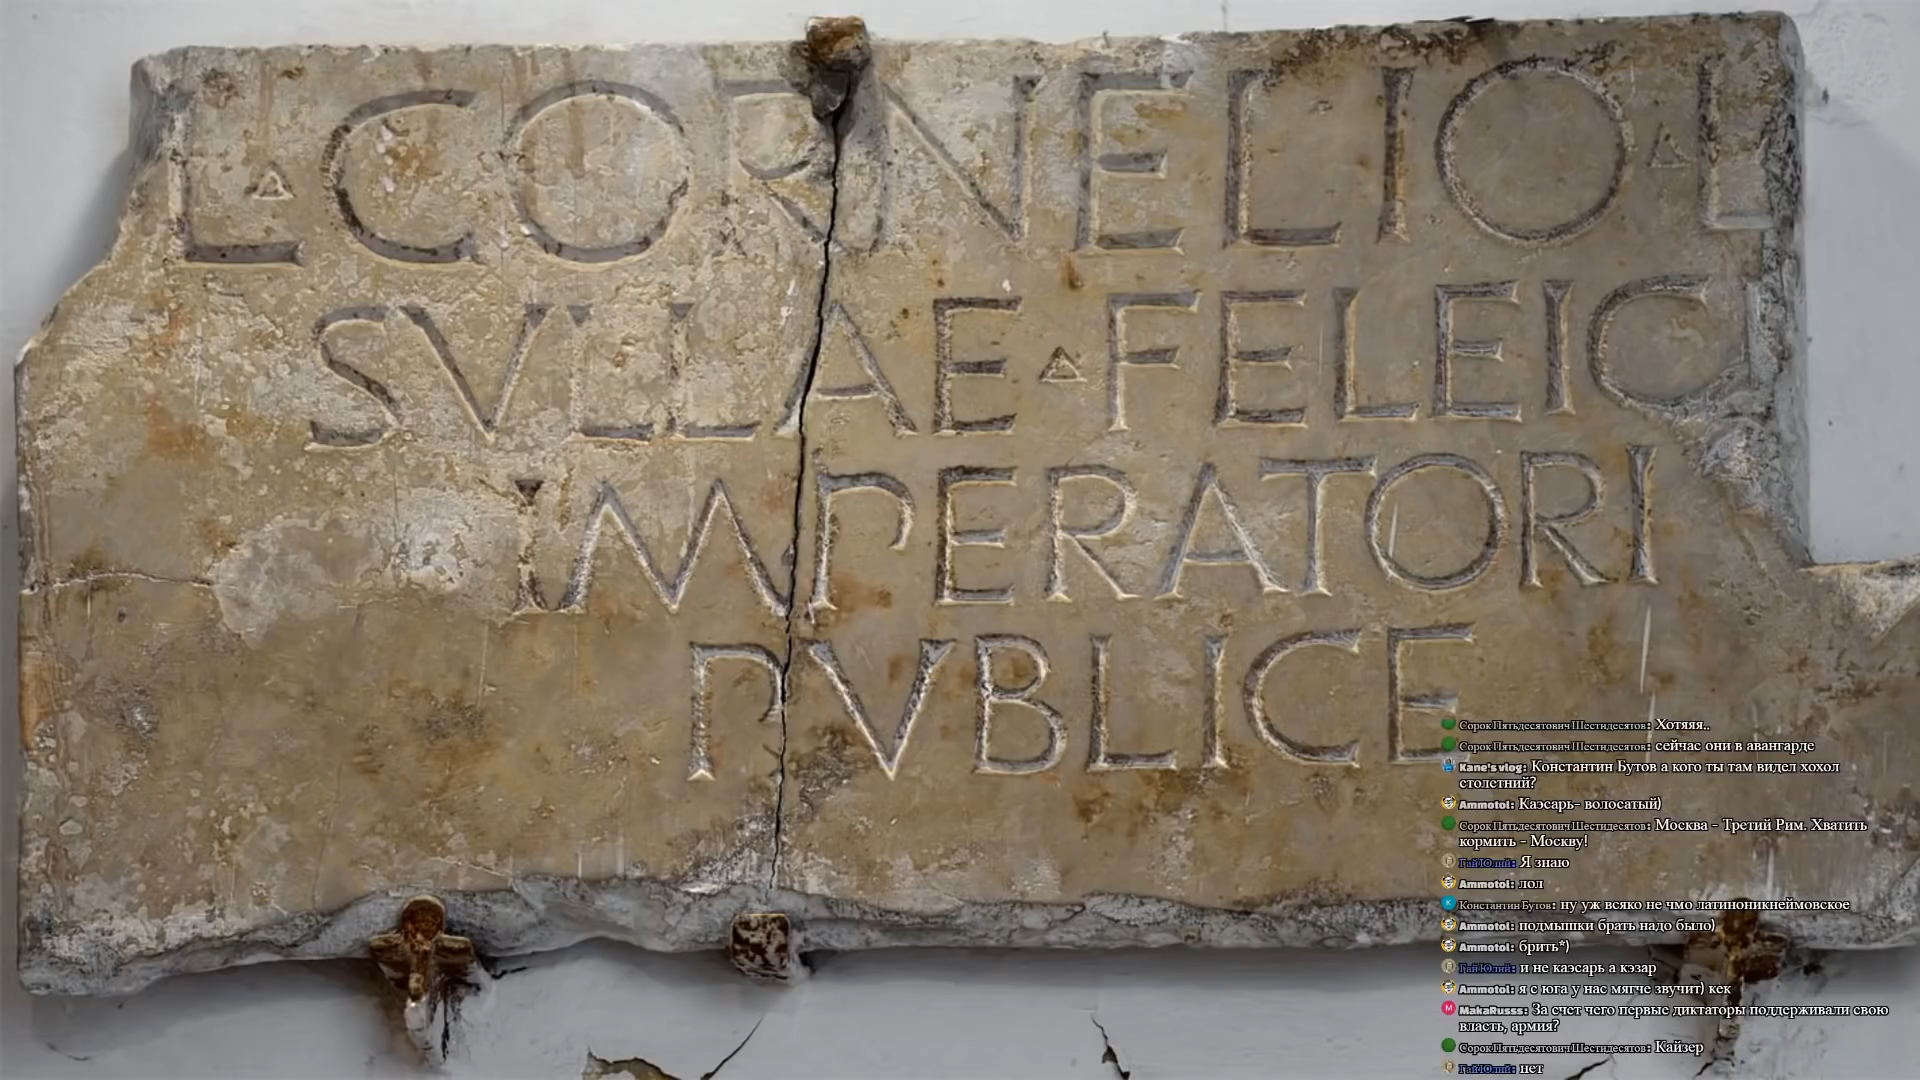 L·CORNELIO·L
SVLLAE·FELEIC
IMPERATORI
PVBLICE
Сорок Пятьдесятович Шестидесятов: Хотяяя..
Сорок Пятьдесятович Шестидесятов: сейчас они в авангарде
Kane's vlog: Константин Бутов а кого ты там видел хохол
столетний?
Ammotol: Каэсарь- волосатый)
Сорок Пятьдесятович Шестидесятов: Москва - Третий Рим. Хватить
кормить - Москву!
Гай Юлий: Я знаю
Ammotol: лол
Константин Бутов: ну уж всяко не чмо латиноникнеймовское
Ammotol: подмышки брать надо было)
Ammotol: брить*)
Гай Юлий: и не каэсарь а кэзар
Ammotol: я с юга у нас мягче звучит) кек
MakaRusss: За счет чего первые диктаторы поддерживали свою
власть, армия?
Сорок Пятьдесятович Шестидесятов: Кайзер
Гай Юлий: нет